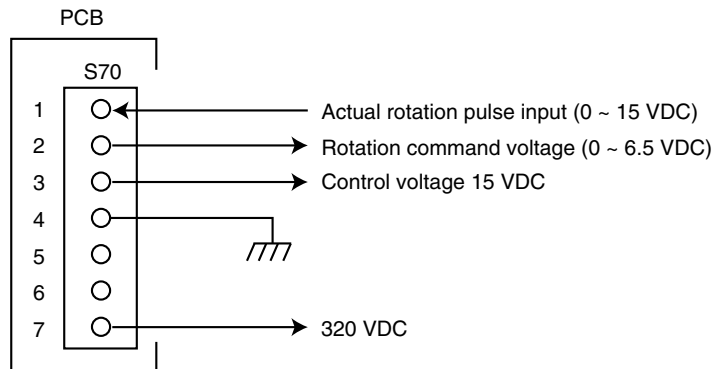 PCB
S70
1 Actual rotation pulse input (0 ~ 15 VDC)
2 Rotation command voltage (0 ~ 6.5 VDC)
3 Control voltage 15 VDC
4
5
6
7 320 VDC